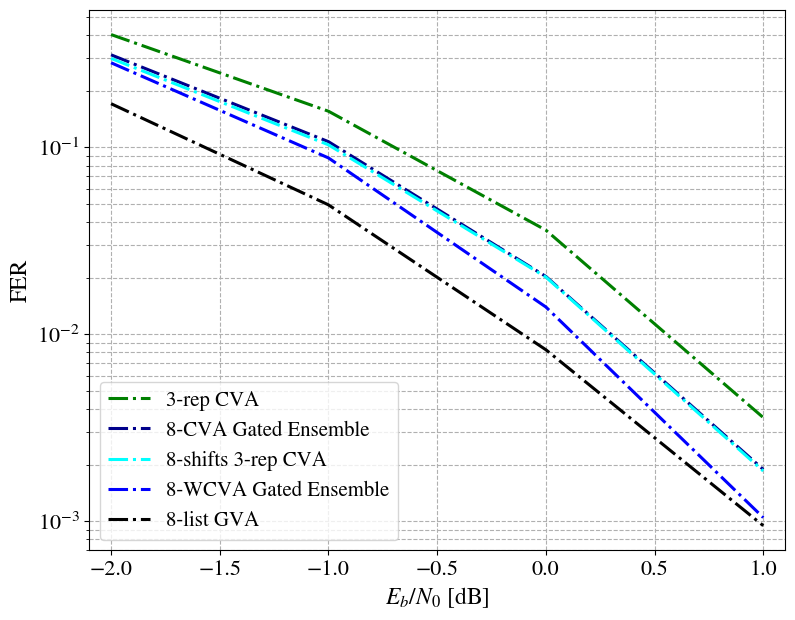 FER
10⁻¹
10⁻²
10⁻³
3-rep CVA
8-CVA Gated Ensemble
8-shifts 3-rep CVA
8-WCVA Gated Ensemble
8-list GVA
−2.0 −1.5 −1.0 −0.5 0.0 0.5 1.0
E_b/N_0 [dB]